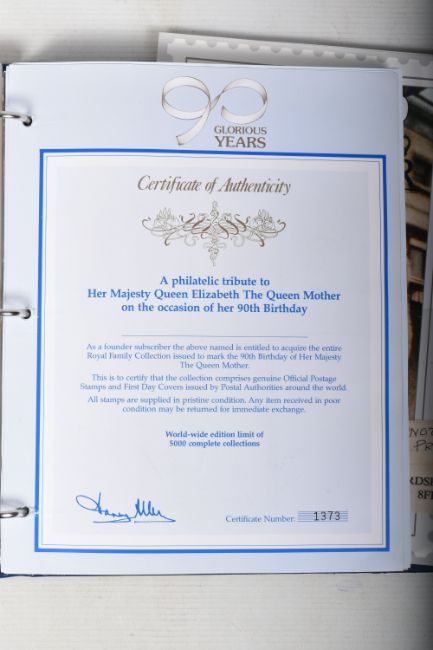 90
GLORIOUS
YEARS
Certificate of Authenticity
A philatelic tribute to
Her Majesty Queen Elizabeth The Queen Mother
on the occasion of her 90th Birthday
As a founder subscriber the above named is entitled to acquire the entire
Royal Family Collection issued to mark the 90th Birthday of Her Majesty
The Queen Mother.
This is to certify that the collection comprises genuine Official Postage
Stamps and First Day Covers issued by Postal Authorities around the world.
All stamps are supplied in pristine condition. Any item received in poor
condition may be returned for immediate exchange.
World-wide edition limit of
5000 complete collections
Certificate Number: 1373